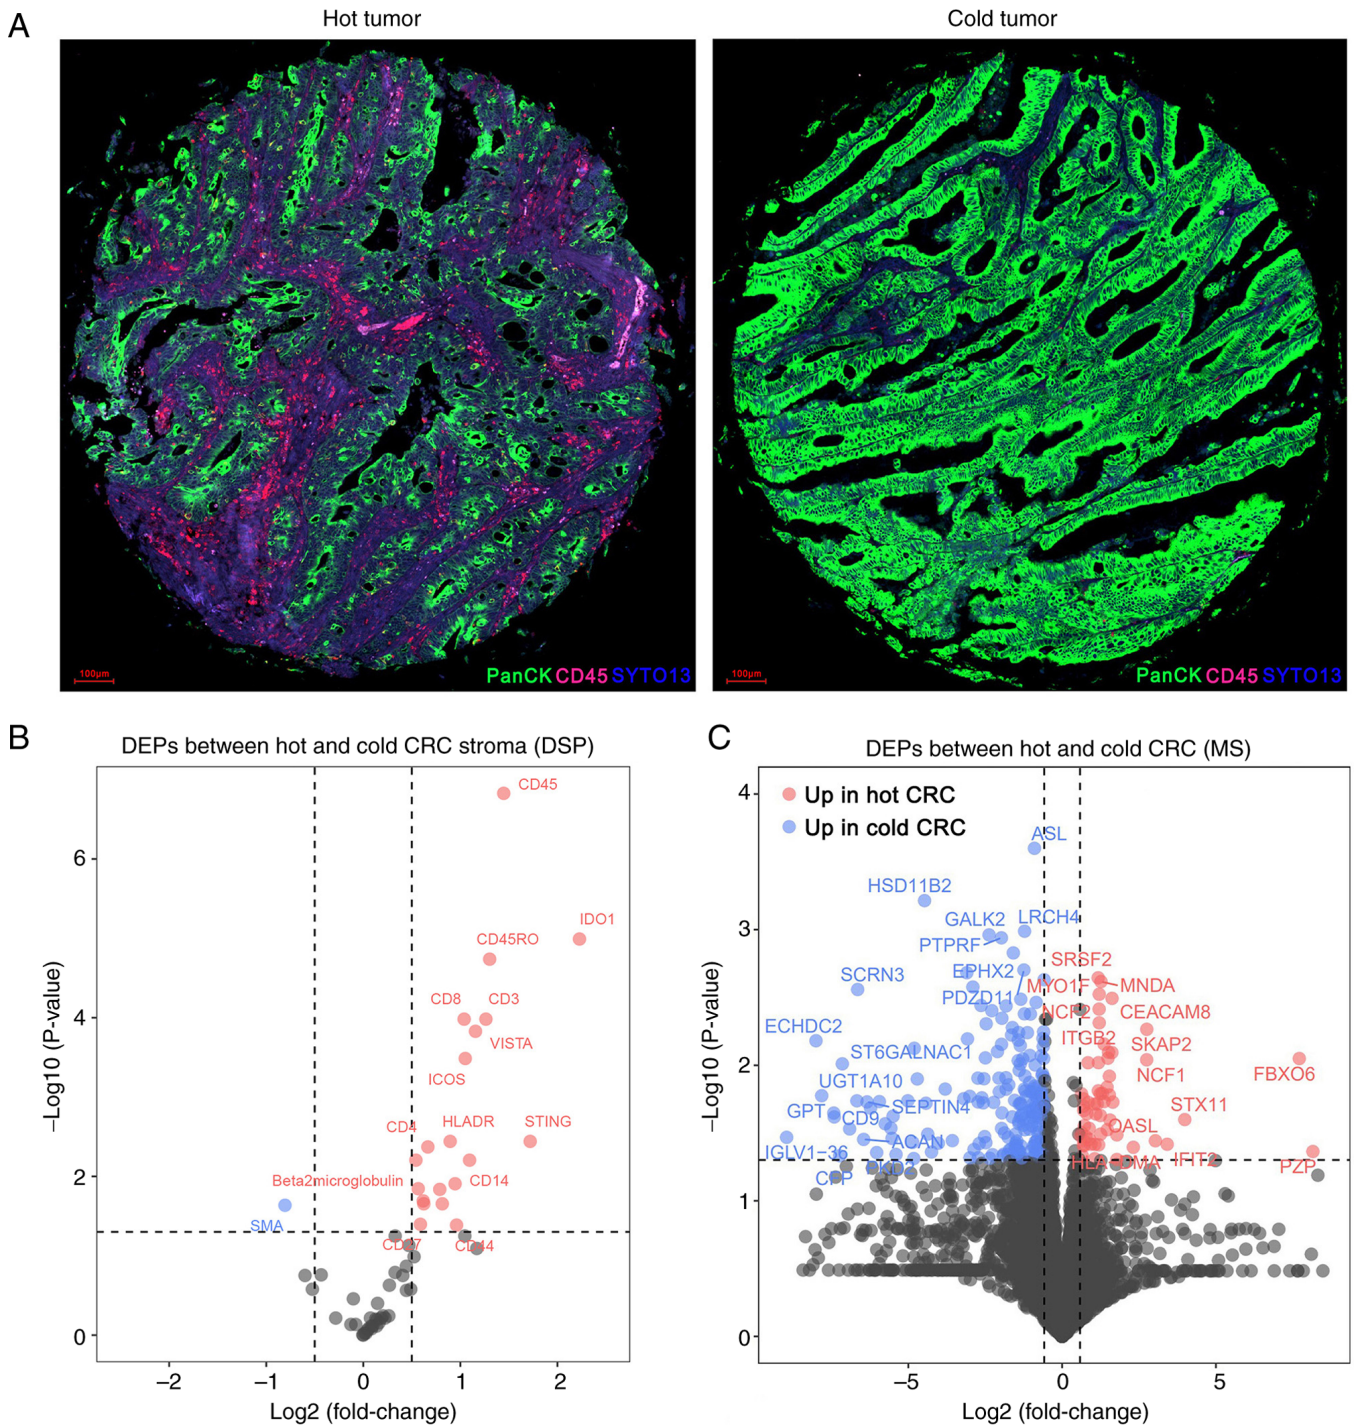 A
Hot tumor
Cold tumor
100μm
PanCK CD45 SYTO13
100μm
PanCK CD45 SYTO13
B
DEPs between hot and cold CRC stroma (DSP)
CD45
IDO1
CD45RO
CD8
CD3
VISTA
ICOS
CD4
HLADR
STING
Beta2microglobulin
CD14
SMA
CD44
6
4
2
0
−2
−1
0
1
2
−Log10 (P-value)
Log2 (fold-change)
C
DEPs between hot and cold CRC (MS)
Up in hot CRC
Up in cold CRC
ASL
HSD11B2
GALK2
LRCH4
PTPRF
SRSF2
SCRN3
EPHX2
MYO1F
MNDA
PDZD11
NCF2
CEACAM8
ECHDC2
ITGB2
SKAP2
ST6GALNAC1
NCF1
FBXO6
UGT1A10
GPT
SEPTIN4
STX11
CD9
OASL
ACAN
IGLV1−36
HLA−DMA
IFIT2
PZP
CFP
4
3
2
1
0
−5
0
5
−Log10 (P-value)
Log2 (fold-change)